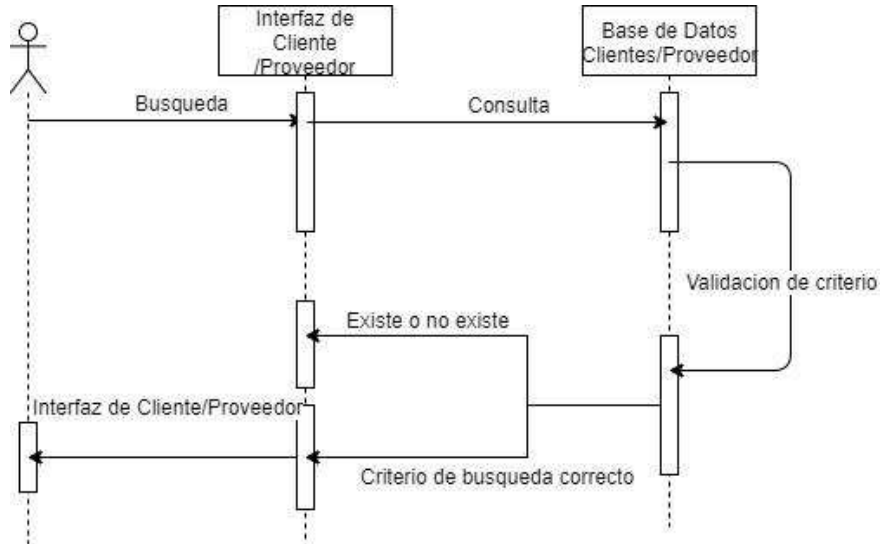 Interfaz de
Cliente
/Proveedor
Base de Datos
Clientes/Proveedor
Busqueda
Consulta
Validacion de criterio
Existe o no existe
Interfaz de Cliente/Proveedor
Criterio de busqueda correcto